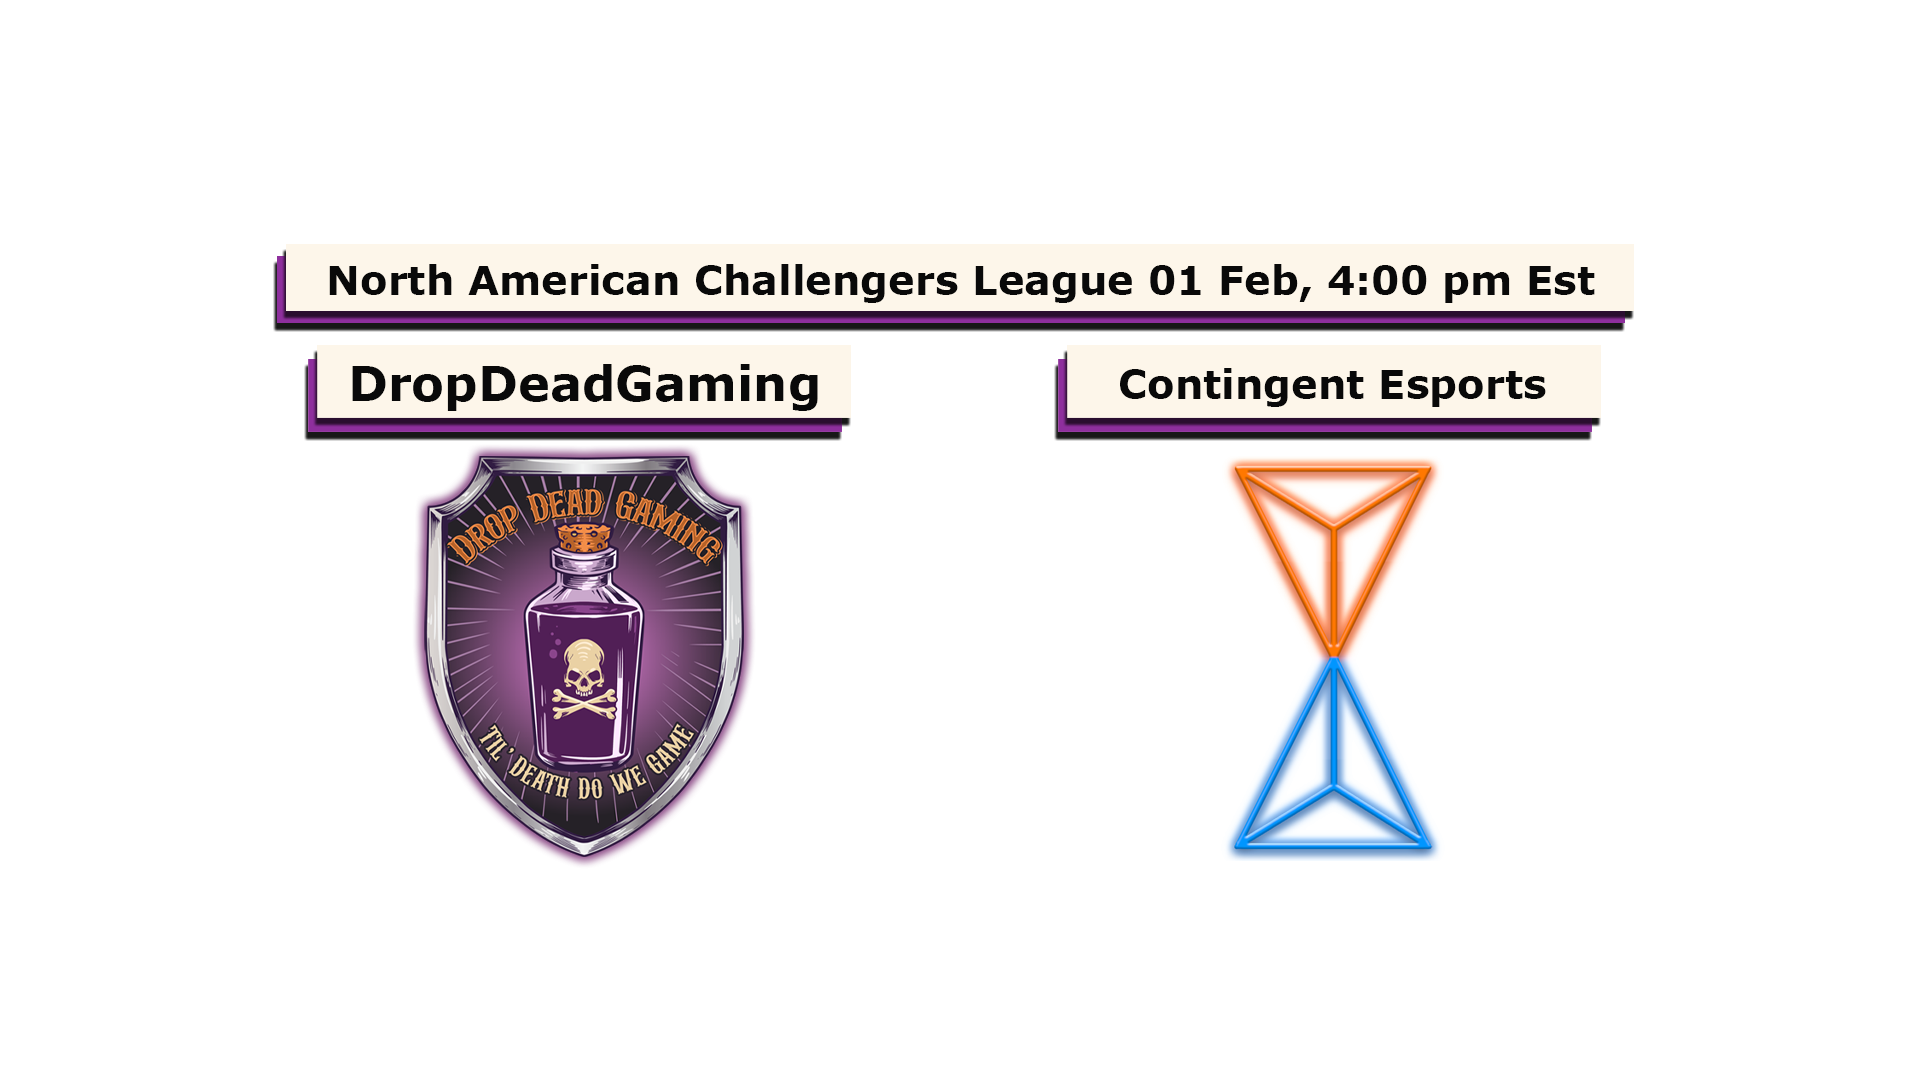 North American Challengers League 01 Feb, 4:00 pm Est
DropDeadGaming
Contingent Esports
DROP DEAD GAMING
TIL' DEATH DO WE GAME